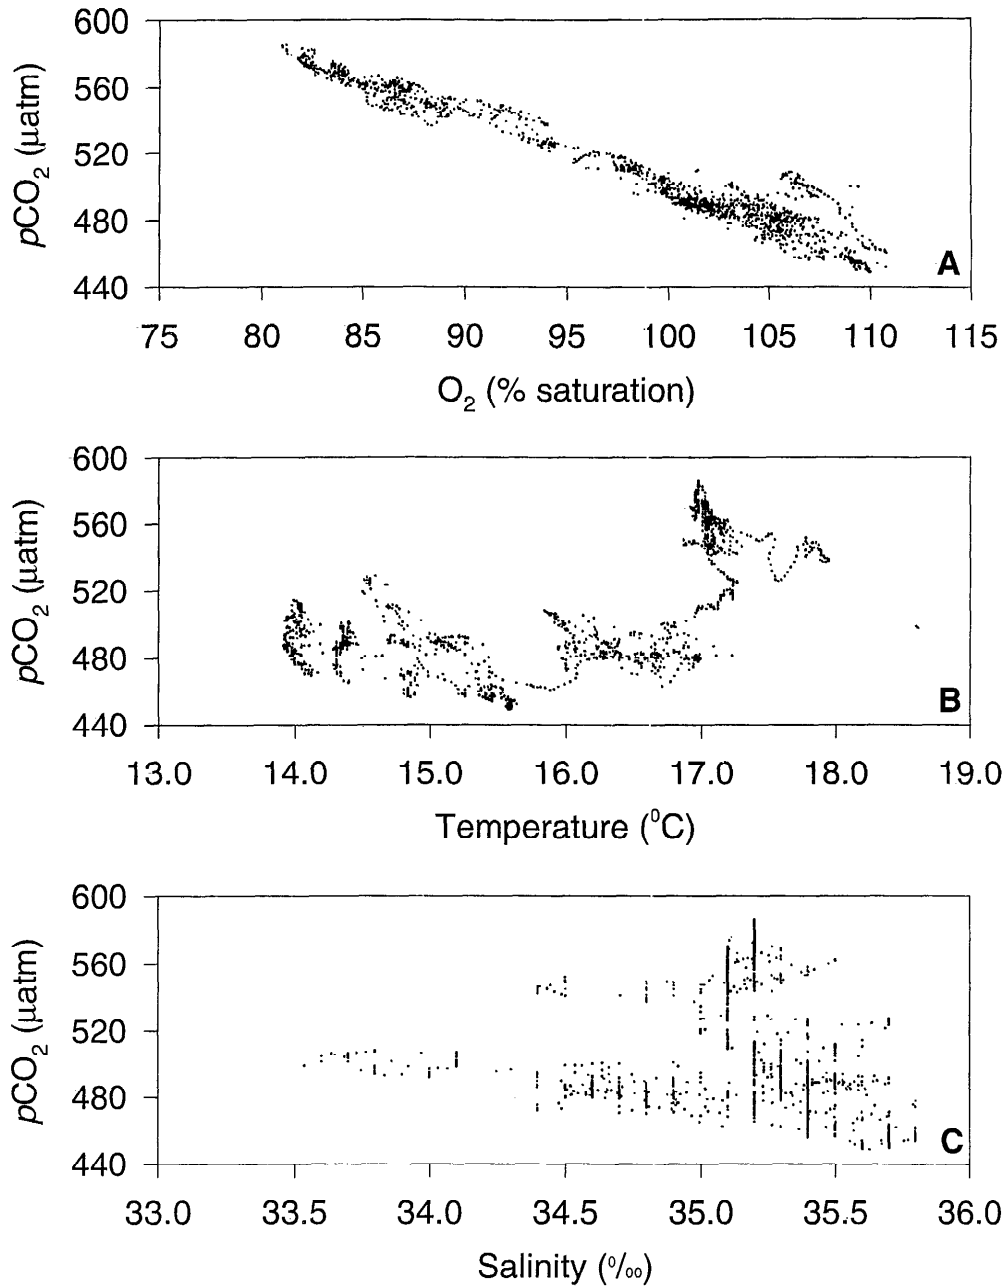 600
560
520
480
440
pCO2 (µatm)
A
75 80 85 90 95 100 105 110 115
O2 (% saturation)
600
560
520
480
440
pCO2 (µatm)
B
13.0 14.0 15.0 16.0 17.0 18.0 19.0
Temperature (⁰C)
600
560
520
480
440
pCO2 (µatm)
C
33.0 33.5 34.0 34.5 35.0 35.5 36.0
Salinity (⁰/₀₀)